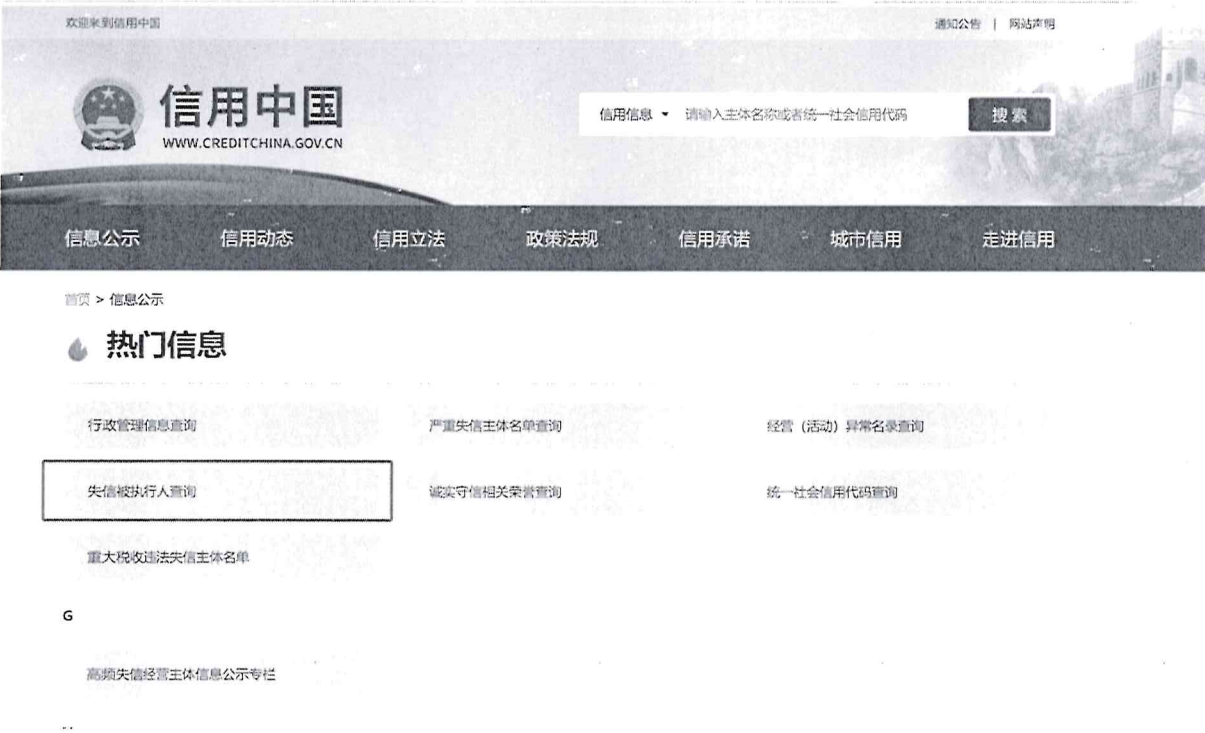 欢迎来到信用中国
通知公告 | 网站声明
信用中国
WWW.CREDITCHINA.GOV.CN
信用信息 请输入主体名称或者统一社会信用代码 搜索
信息公示 信用动态 信用立法 政策法规 信用承诺 城市信用 走进信用
首页 > 信息公示
热门信息
行政管理信息查询 严重失信主体名单查询 经营（活动）异常名录查询
失信被执行人查询 诚实守信相关荣誉查询 统一社会信用代码查询
重大税收违法失信主体名单
G
高频失信经营主体信息公示专栏